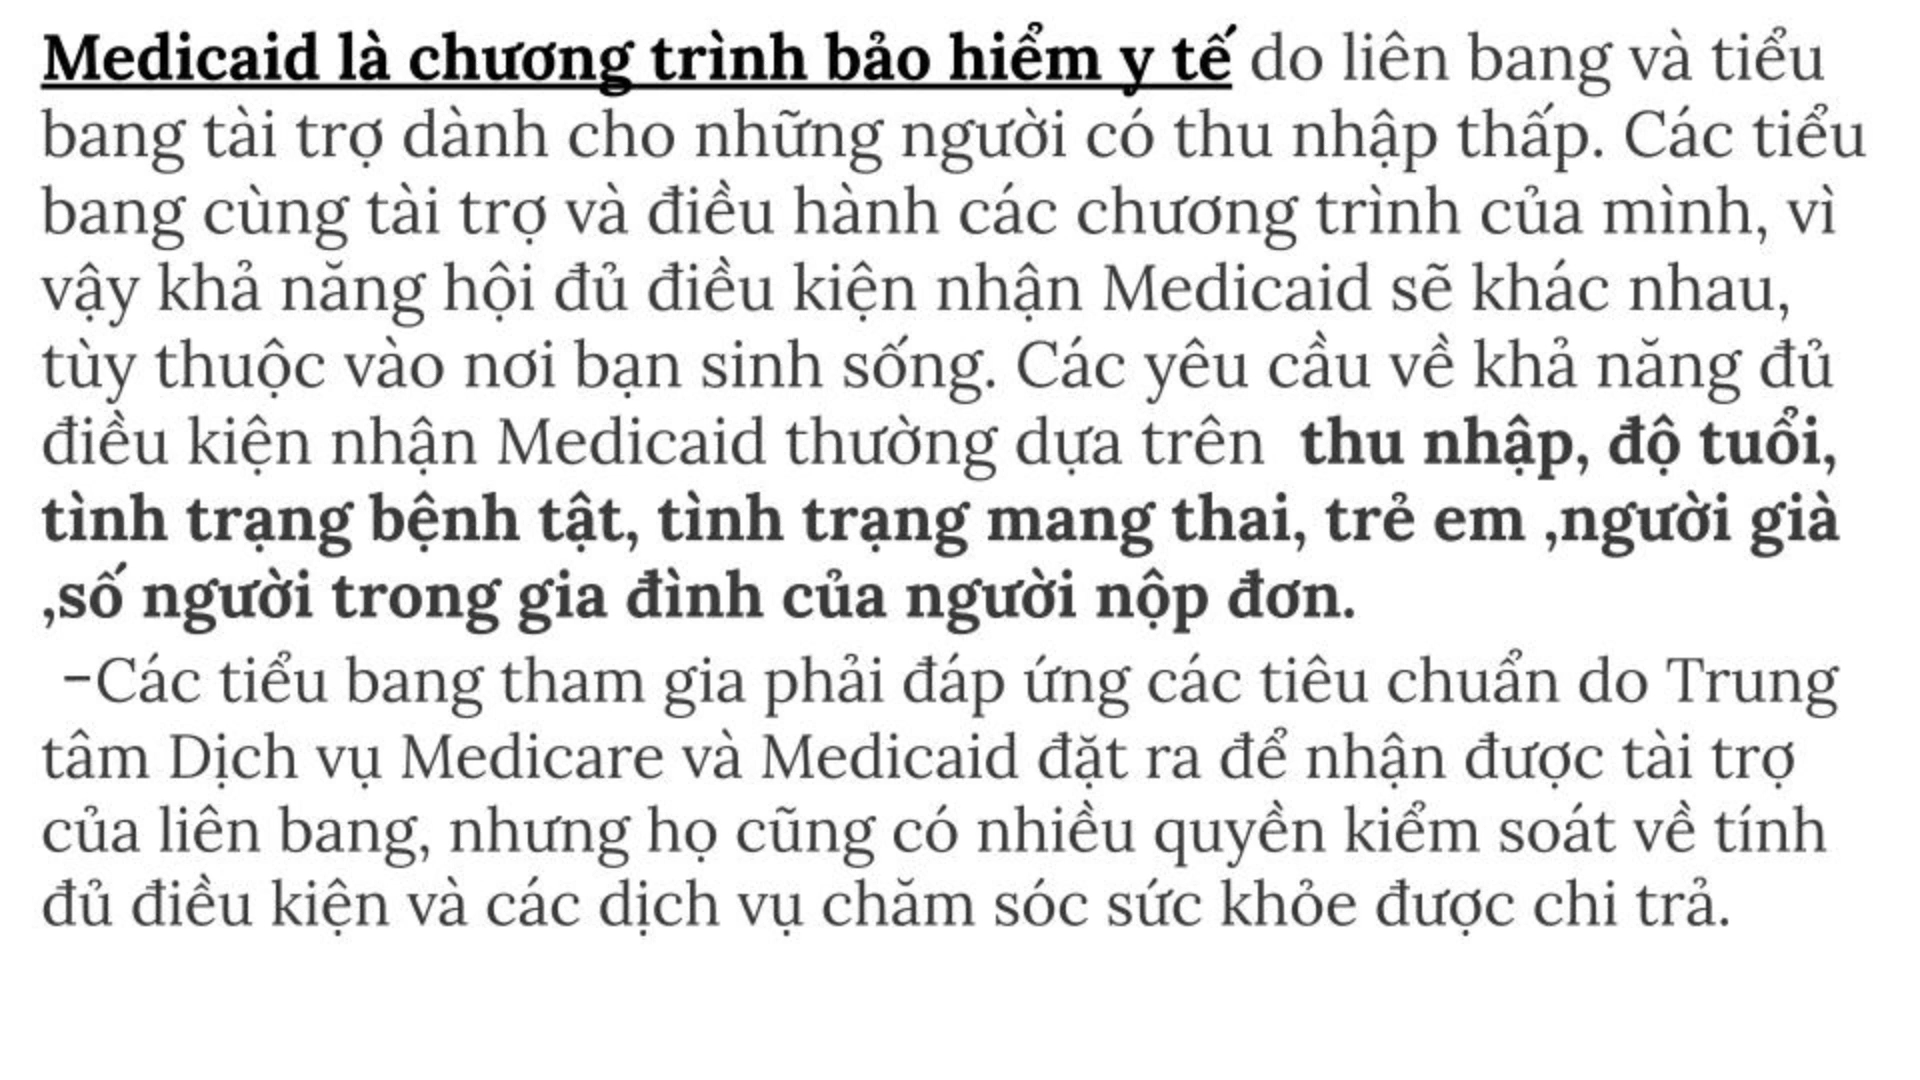 Medicaid là chương trình bảo hiểm y tế do liên bang và tiểu
bang tài trợ dành cho những người có thu nhập thấp. Các tiểu
bang cùng tài trợ và điều hành các chương trình của mình, vì
vậy khả năng hội đủ điều kiện nhận Medicaid sẽ khác nhau,
tùy thuộc vào nơi bạn sinh sống. Các yêu cầu về khả năng đủ
điều kiện nhận Medicaid thường dựa trên  thu nhập, độ tuổi,
tình trạng bệnh tật, tình trạng mang thai, trẻ em ,người già
,số người trong gia đình của người nộp đơn.
–Các tiểu bang tham gia phải đáp ứng các tiêu chuẩn do Trung
tâm Dịch vụ Medicare và Medicaid đặt ra để nhận được tài trợ
của liên bang, nhưng họ cũng có nhiều quyền kiểm soát về tính
đủ điều kiện và các dịch vụ chăm sóc sức khỏe được chi trả.